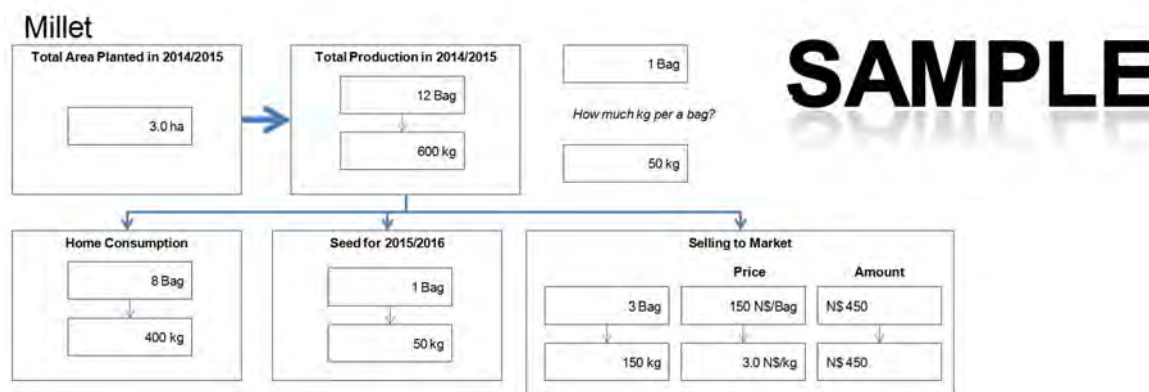 Millet
SAMPLE
Total Area Planted in 2014/2015
3.0 ha
Total Production in 2014/2015
12 Bag
600 kg
1 Bag
How much kg per a bag?
50 kg
Home Consumption
8 Bag
400 kg
Seed for 2015/2016
1 Bag
50 kg
Selling to Market
Price
Amount
3 Bag
150 N$/Bag
N$ 450
150 kg
3.0 N$/kg
N$ 450